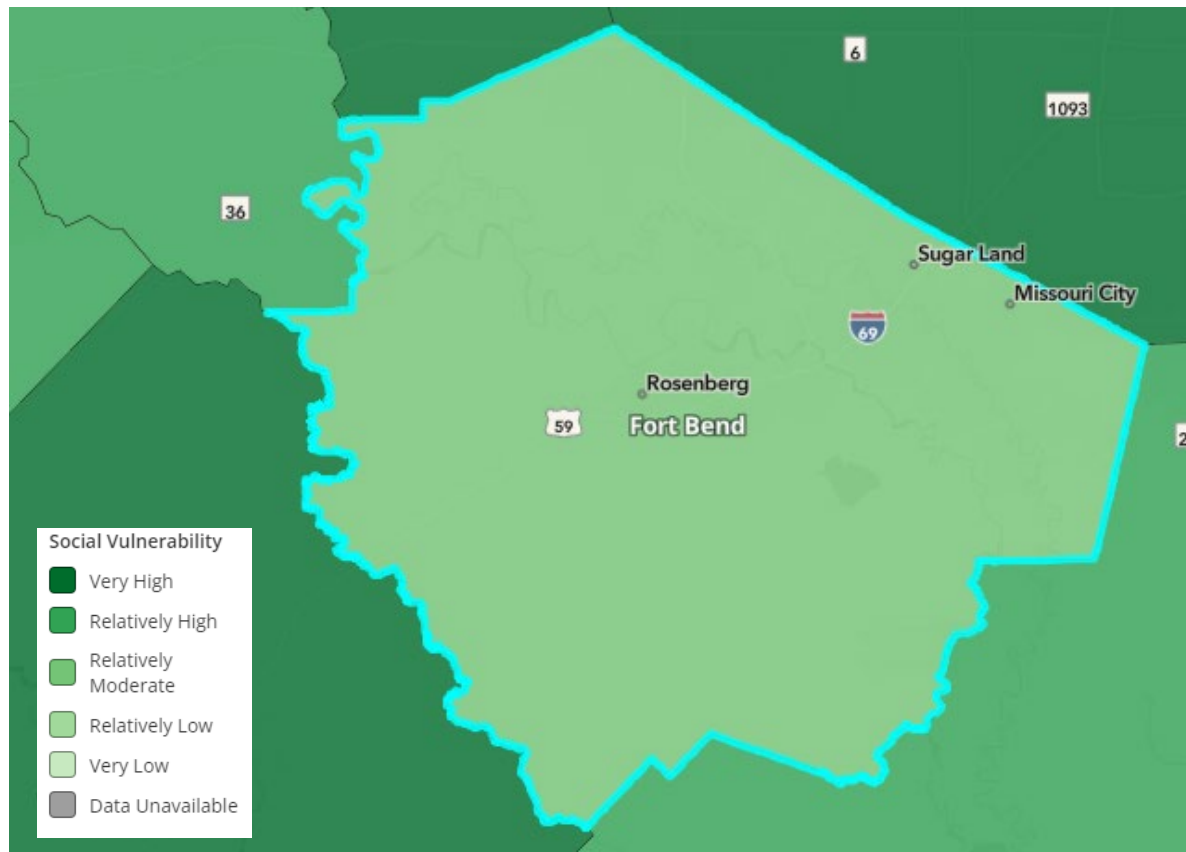 6
1093
36
Sugar Land
Missouri City
69
Rosenberg
59
Fort Bend
2
Social Vulnerability
Very High
Relatively High
Relatively
Moderate
Relatively Low
Very Low
Data Unavailable